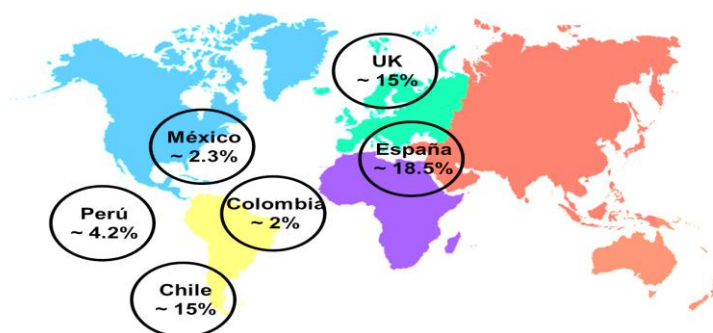 UK
~ 15%
México
~ 2.3%
España
~ 18.5%
Colombia
~ 2%
Perú
~ 4.2%
Chile
~ 15%